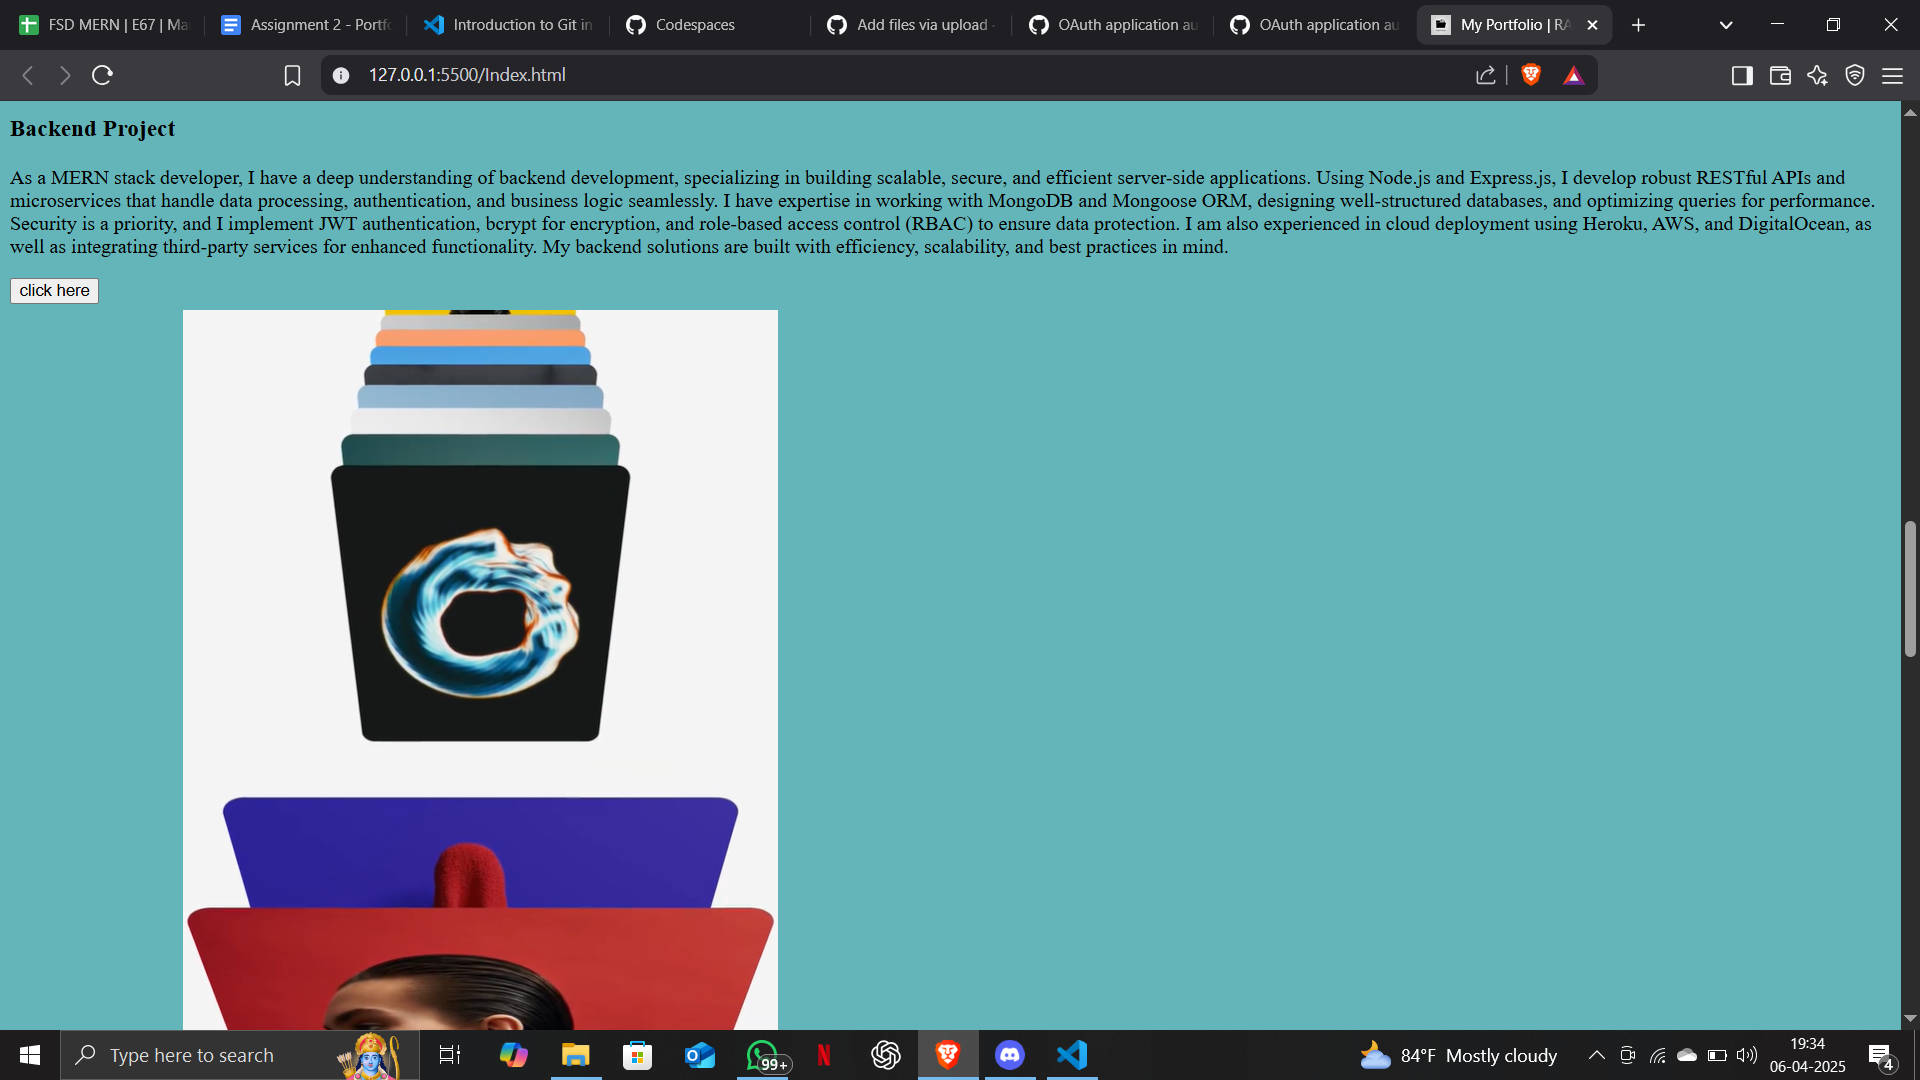 FSD MERN | E67 | Ma
Assignment 2 - Portfo
Introduction to Git in
Codespaces
Add files via upload ·
OAuth application au
OAuth application au
My Portfolio | RA
127.0.0.1:5500/Index.html
Backend Project
As a MERN stack developer, I have a deep understanding of backend development, specializing in building scalable, secure, and efficient server-side applications. Using Node.js and Express.js, I develop robust RESTful APIs and
microservices that handle data processing, authentication, and business logic seamlessly. I have expertise in working with MongoDB and Mongoose ORM, designing well-structured databases, and optimizing queries for performance.
Security is a priority, and I implement JWT authentication, bcrypt for encryption, and role-based access control (RBAC) to ensure data protection. I am also experienced in cloud deployment using Heroku, AWS, and DigitalOcean, as
well as integrating third-party services for enhanced functionality. My backend solutions are built with efficiency, scalability, and best practices in mind.
click here
Type here to search
99+
84°F Mostly cloudy
19:34
06-04-2025
4